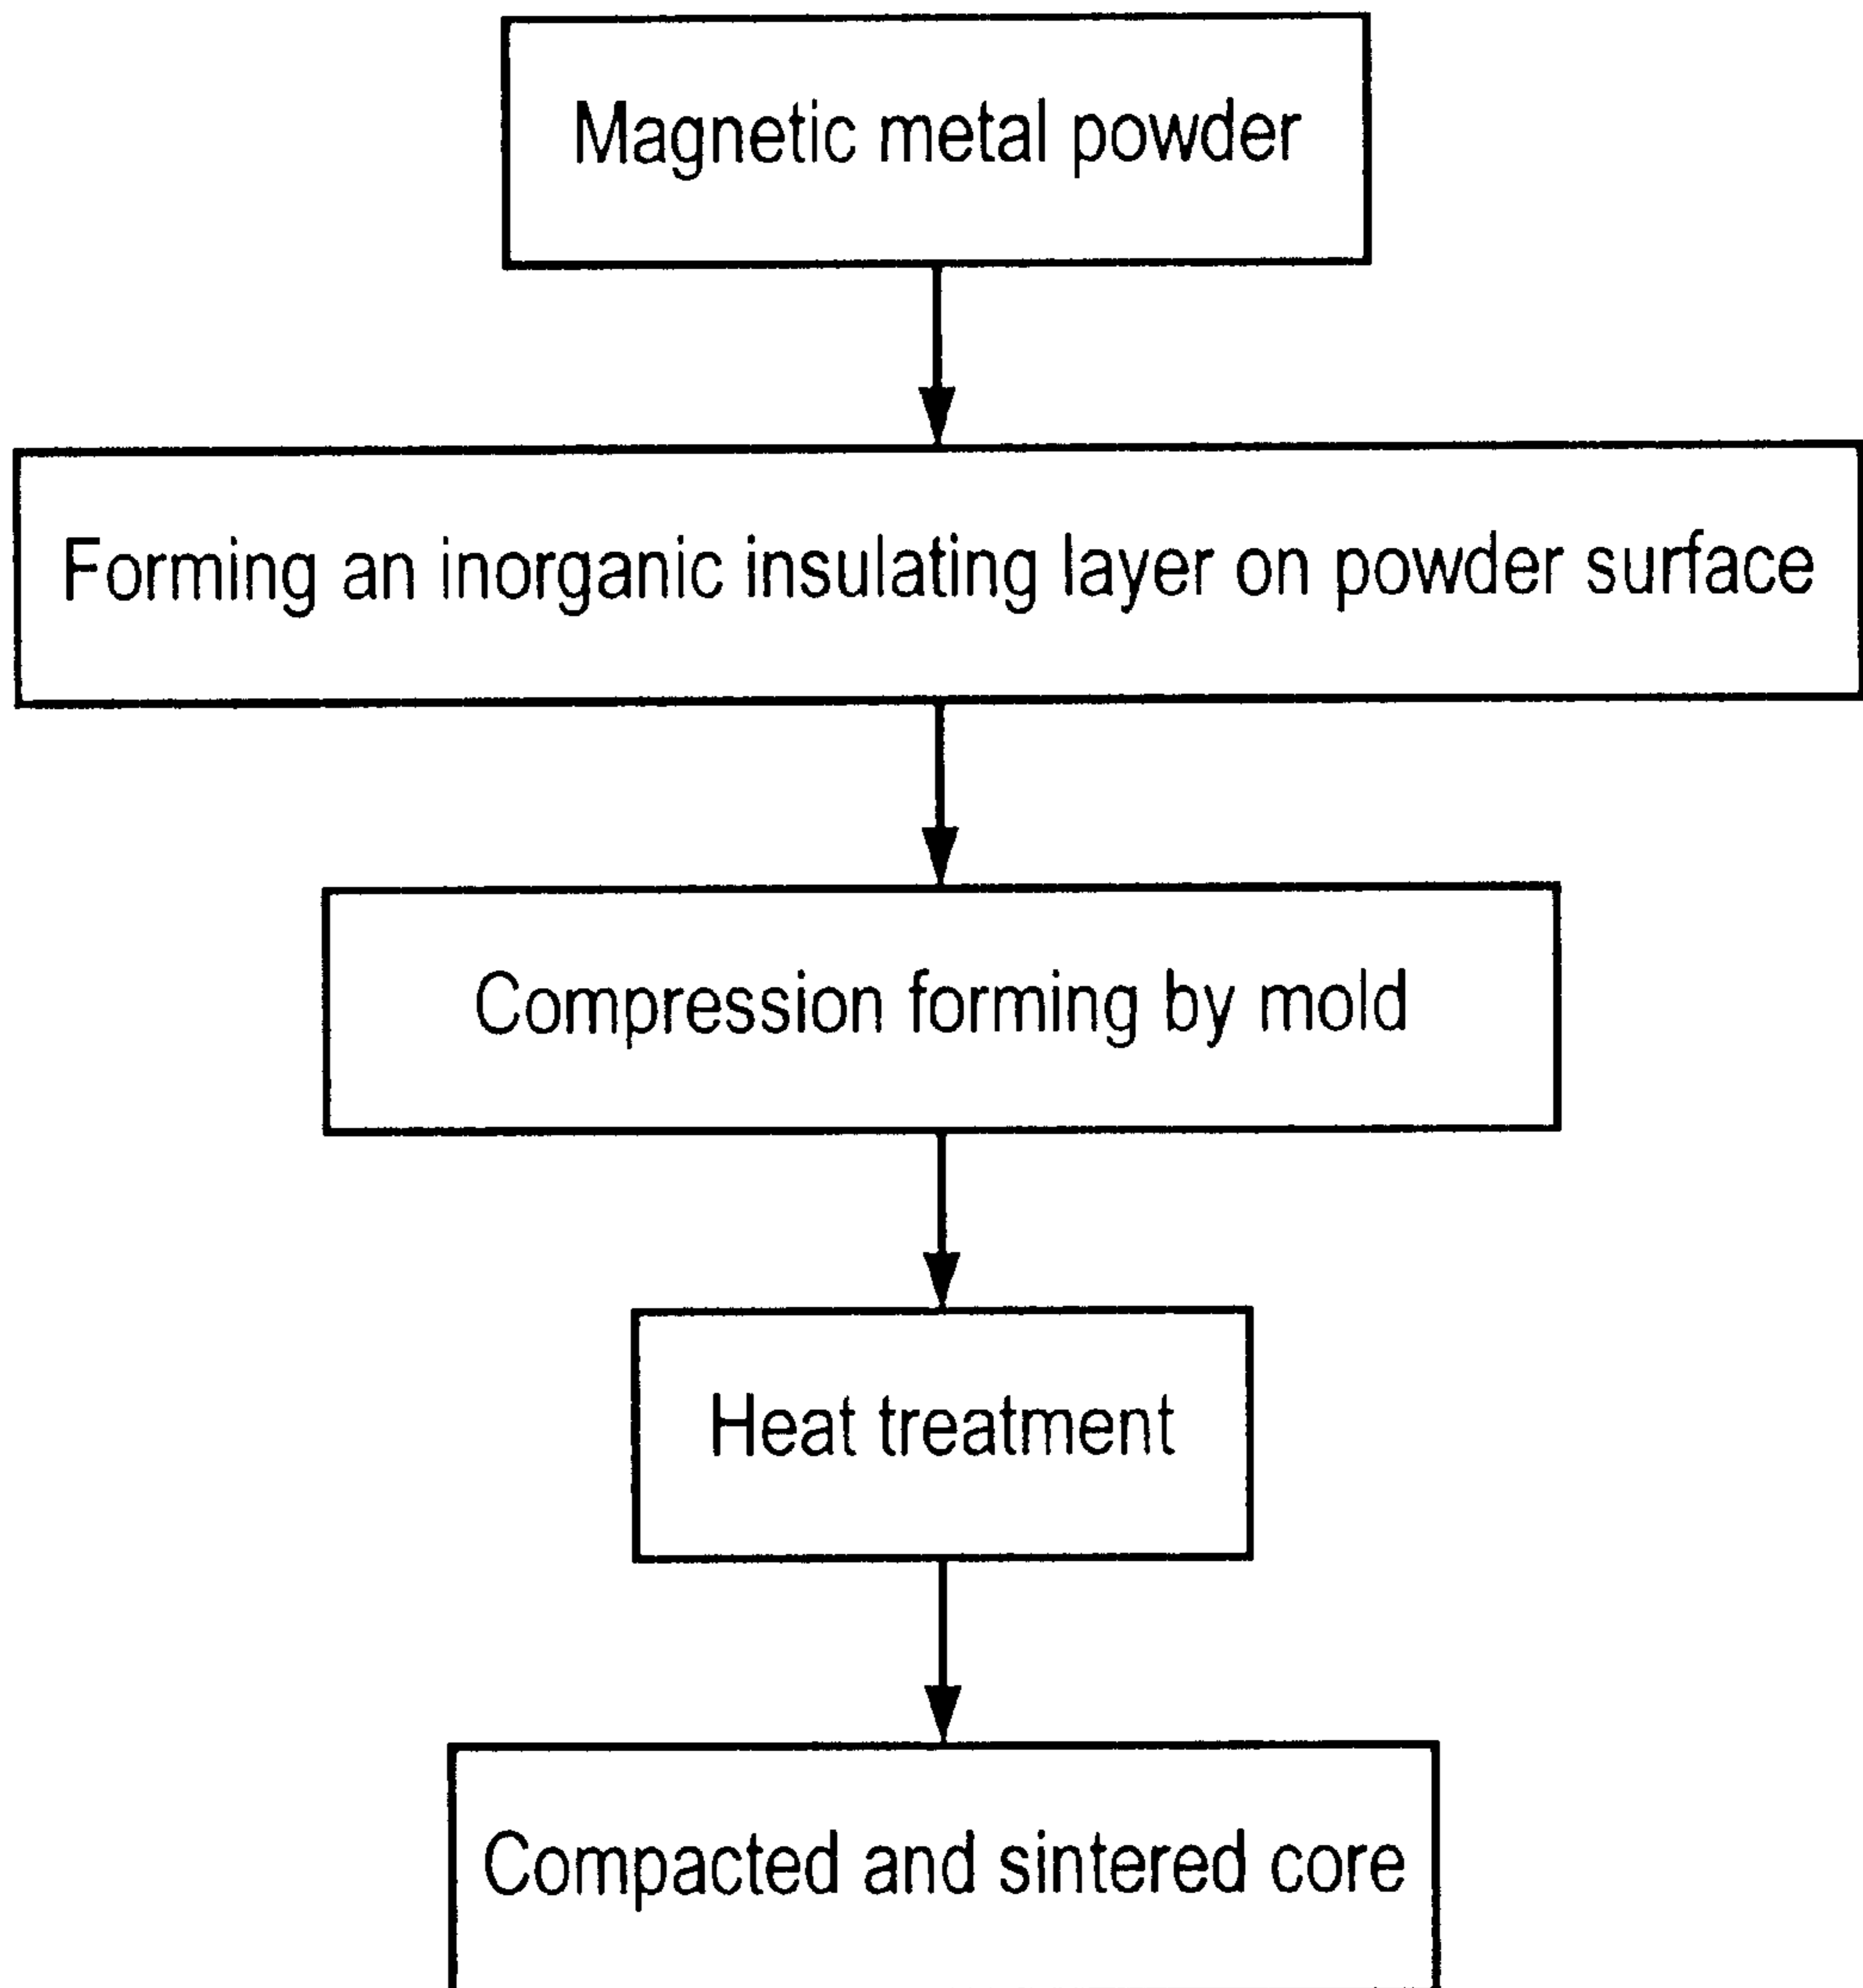 Magnetic metal powder
Forming an inorganic insulating layer on powder surface
Compression forming by mold
Heat treatment
Compacted and sintered core